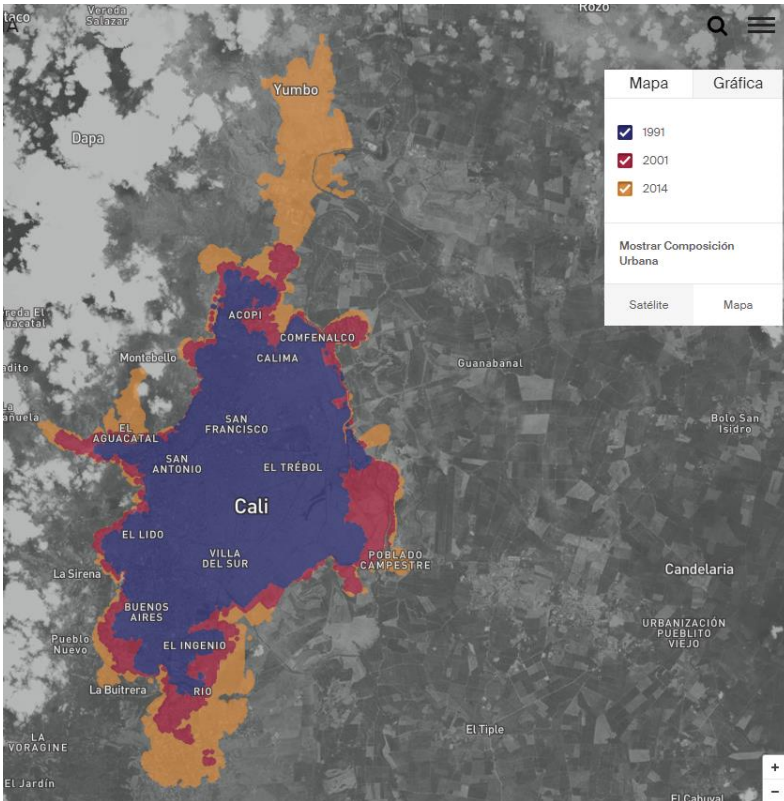 Vereda
Salazar
Rozo
Yumbo
Dapa
Mapa
Gráfica
1991
2001
2014
Mostrar Composición
Urbana
Satélite
Mapa
ACOPI
COMFENALCO
CALIMA
Montebello
Guanabanal
SAN
FRANCISCO
EL
AGUACATAL
Bolo San
Isidro
SAN
ANTONIO
EL TRÉBOL
Cali
EL LIDO
VILLA
DEL SUR
POBLADO
CAMPESTRE
La Sirena
Candelaria
BUENOS
AIRES
URBANIZACIÓN
PUEBLITO
VIEJO
Pueblo
Nuevo
EL INGENIO
La Buitrera
RIO
El Tiple
LA
VORAGINE
El Jardín
El Cabuyal
+
−